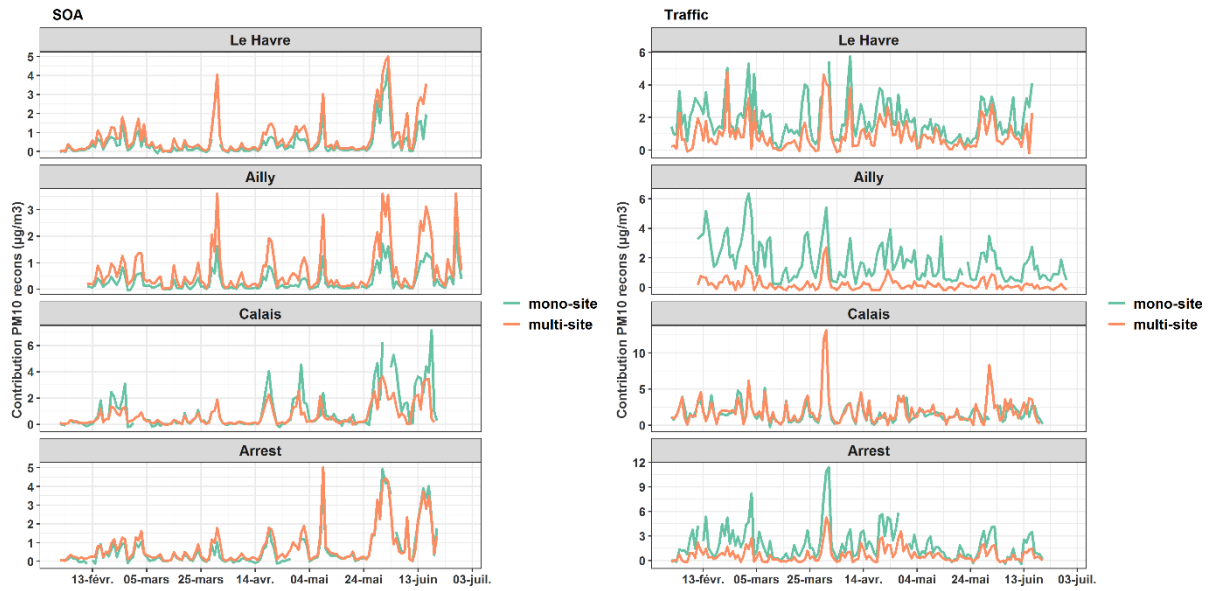 SOA
Contribution PM10 recons (µg/m3)
Le Havre
5
4
3
2
1
0
Ailly
3
2
1
0
Calais
6
4
2
0
Arrest
5
4
3
2
1
0
13-févr. 05-mars 25-mars 14-avr. 04-mai 24-mai 13-juin 03-juil.
mono-site
multi-site
Traffic
Contribution PM10 recons (µg/m3)
Le Havre
6
4
2
0
Ailly
6
4
2
0
Calais
10
5
0
Arrest
12
9
6
3
0
13-févr. 05-mars 25-mars 14-avr. 04-mai 24-mai 13-juin 03-juil.
mono-site
multi-site